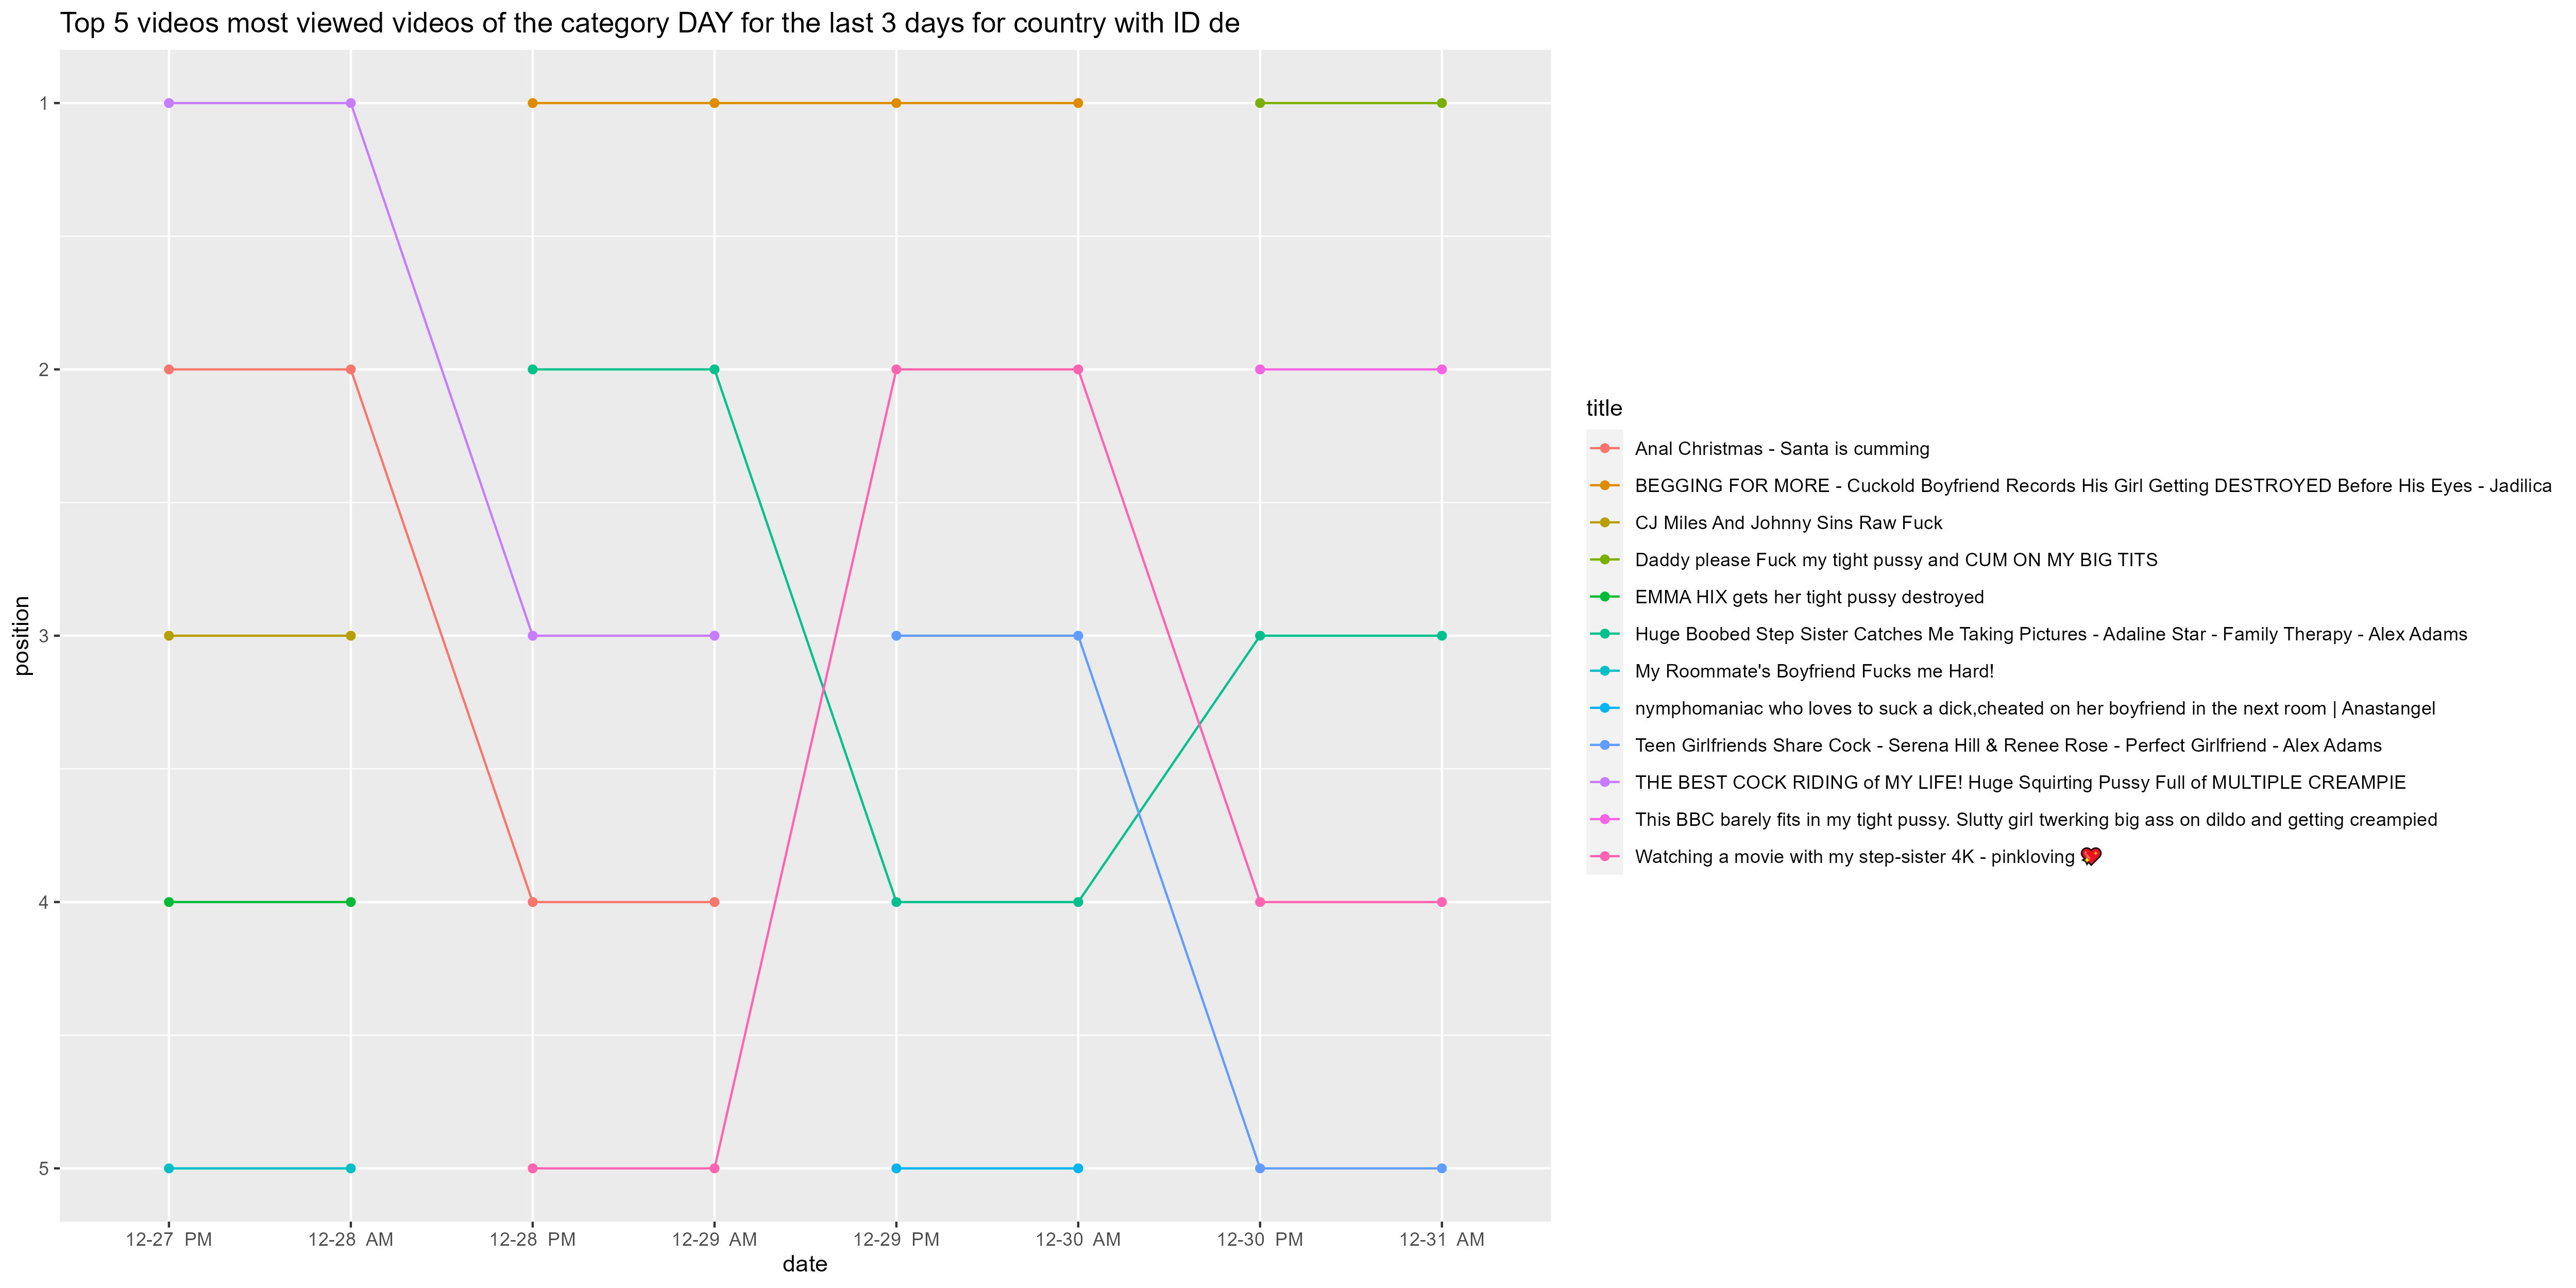 Top 5 videos most viewed videos of the category DAY for the last 3 days for country with ID de
1
2
3
4
5
position
12-27 PM
12-28 AM
12-28 PM
12-29 AM
12-29 PM
12-30 AM
12-30 PM
12-31 AM
date
title
Anal Christmas - Santa is cumming
BEGGING FOR MORE - Cuckold Boyfriend Records His Girl Getting DESTROYED Before His Eyes - Jadilica
CJ Miles And Johnny Sins Raw Fuck
Daddy please Fuck my tight pussy and CUM ON MY BIG TITS
EMMA HIX gets her tight pussy destroyed
Huge Boobed Step Sister Catches Me Taking Pictures - Adaline Star - Family Therapy - Alex Adams
My Roommate's Boyfriend Fucks me Hard!
nymphomaniac who loves to suck a dick,cheated on her boyfriend in the next room | Anastangel
Teen Girlfriends Share Cock - Serena Hill & Renee Rose - Perfect Girlfriend - Alex Adams
THE BEST COCK RIDING of MY LIFE! Huge Squirting Pussy Full of MULTIPLE CREAMPIE
This BBC barely fits in my tight pussy. Slutty girl twerking big ass on dildo and getting creampied
Watching a movie with my step-sister 4K - pinkloving 💖